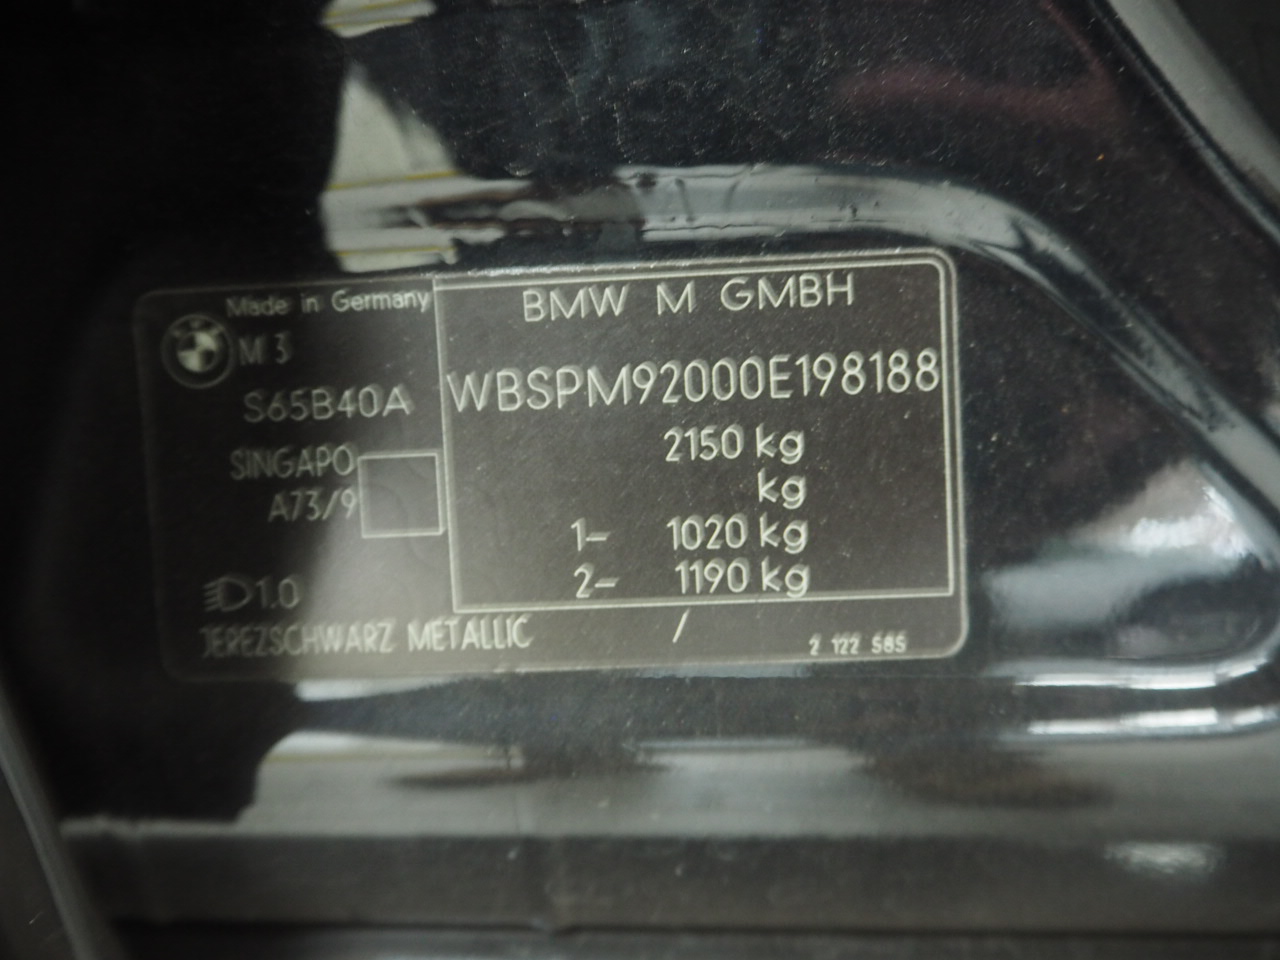 Made in Germany
M 3
S65B40A
SINGAPO
A73/9
1.0
JEREZSCHWARZ METALLIC
BMW M GMBH
WBSPM92000E198188
2150 kg
kg
1- 1020 kg
2- 1190 kg
/
2 122 585